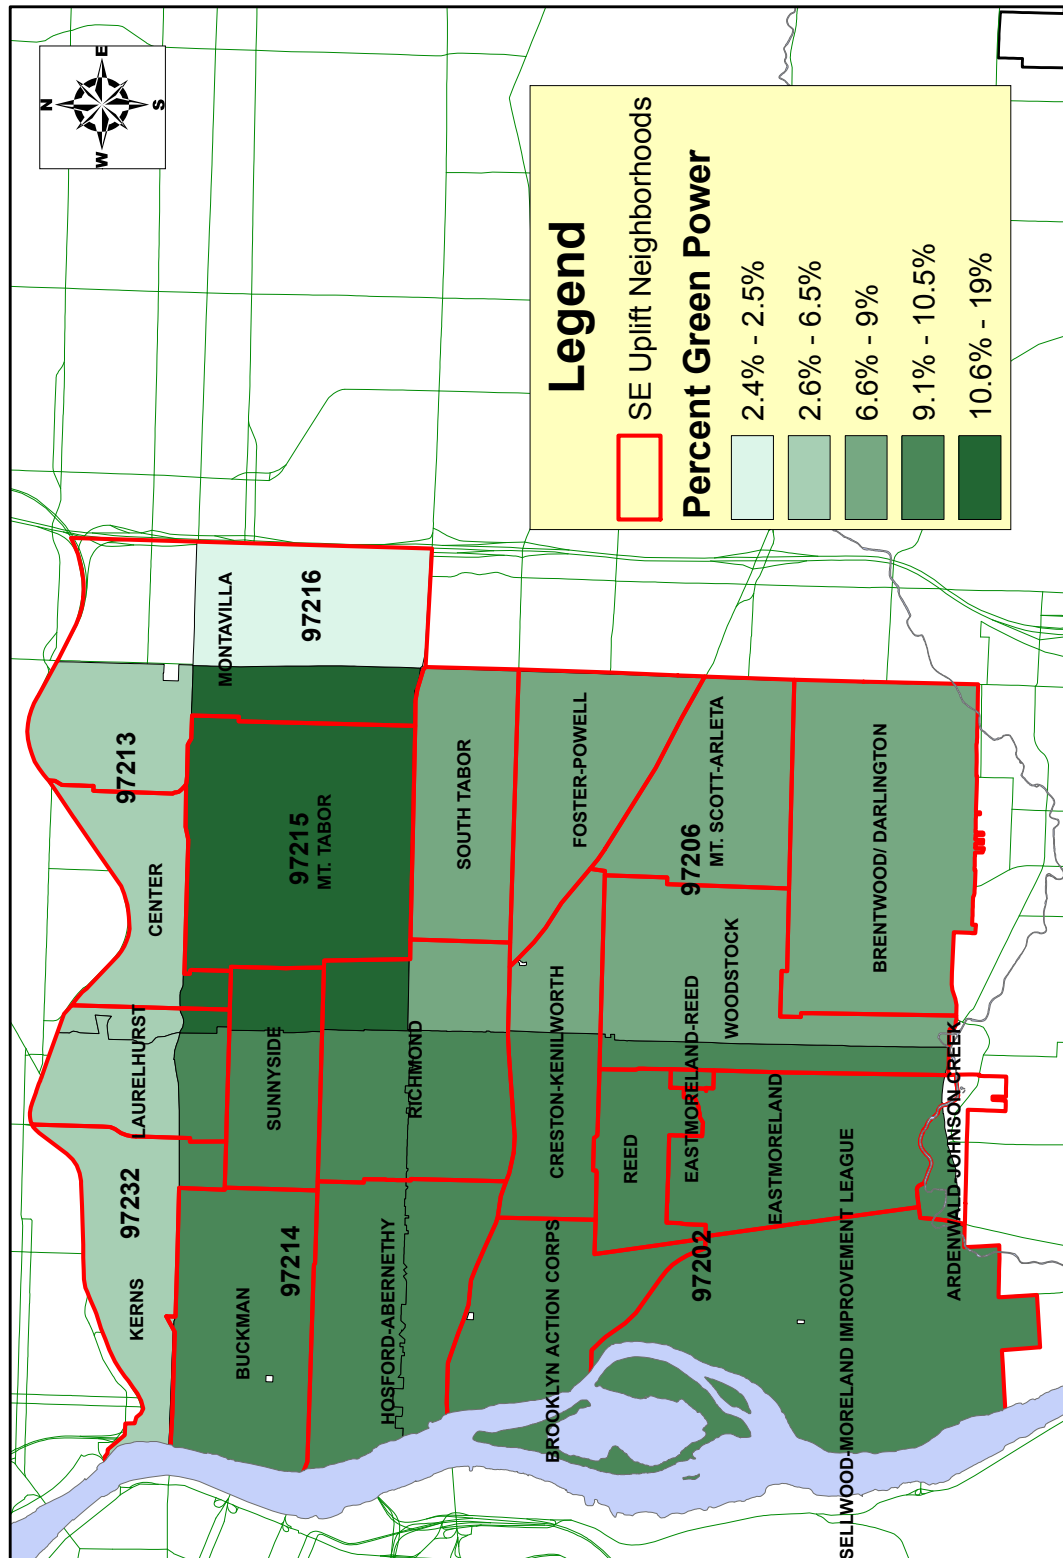 N
E
S
W
Legend
SE Uplift Neighborhoods
Percent Green Power
2.4% - 2.5%
2.6% - 6.5%
6.6% - 9%
9.1% - 10.5%
10.6% - 19%
KERNS
97232
LAURELHURST
CENTER
97213
MONTAVILLA
97216
BUCKMAN
97214
SUNNYSIDE
97215
MT. TABOR
HOSFORD-ABERNETHY
RICHMOND
SOUTH TABOR
BROOKLYN ACTION CORPS
CRESTON-KENILWORTH
FOSTER-POWELL
REED
EASTMORELAND-REED
WOODSTOCK
97206
MT. SCOTT-ARLETA
97202
EASTMORELAND
SELLWOOD-MORELAND IMPROVEMENT LEAGUE
BRENTWOOD/ DARLINGTON
ARDENWALD-JOHNSON CREEK